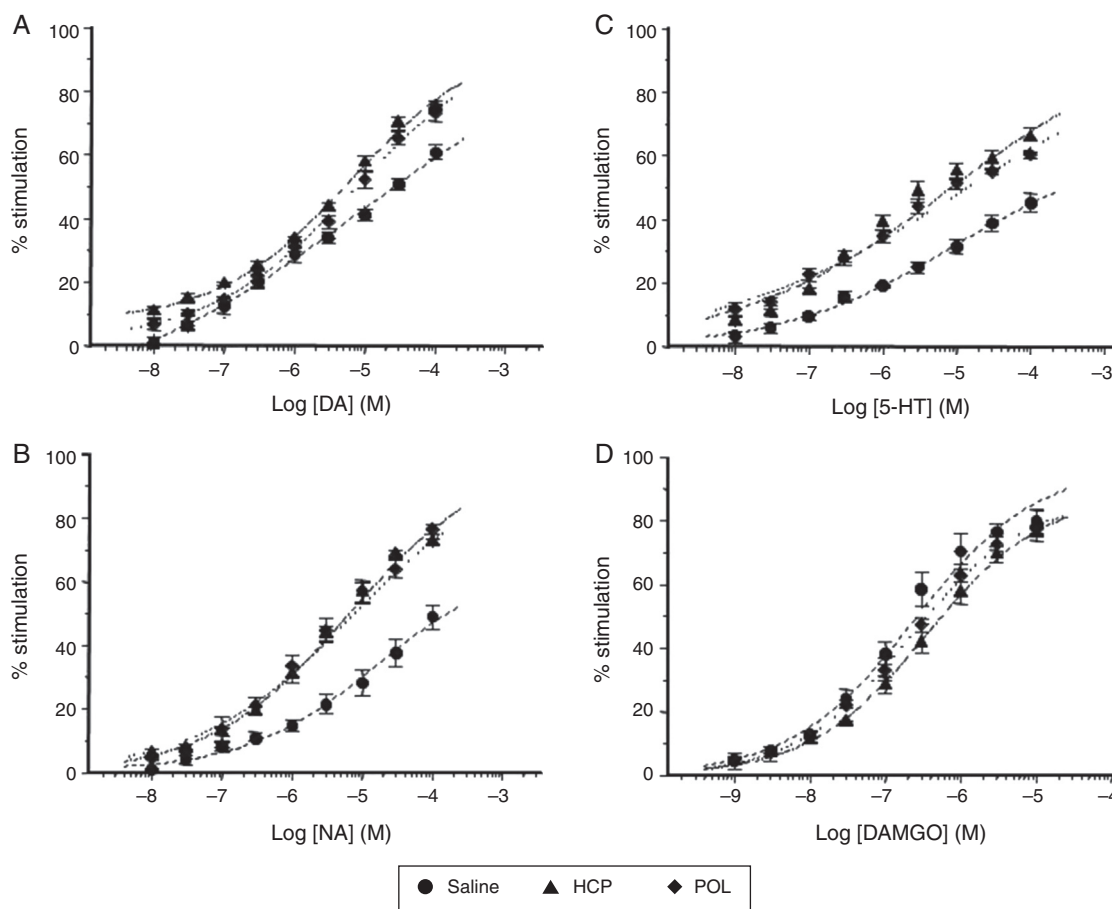 A
100
80
60
40
20
0
% stimulation
–8 –7 –6 –5 –4 –3
Log [DA] (M)
C
100
80
60
40
20
0
% stimulation
–8 –7 –6 –5 –4 –3
Log [5-HT] (M)
B
100
80
60
40
20
0
% stimulation
–8 –7 –6 –5 –4 –3
Log [NA] (M)
D
100
80
60
40
20
0
% stimulation
–9 –8 –7 –6 –5 –4
Log [DAMGO] (M)
Saline HCP POL